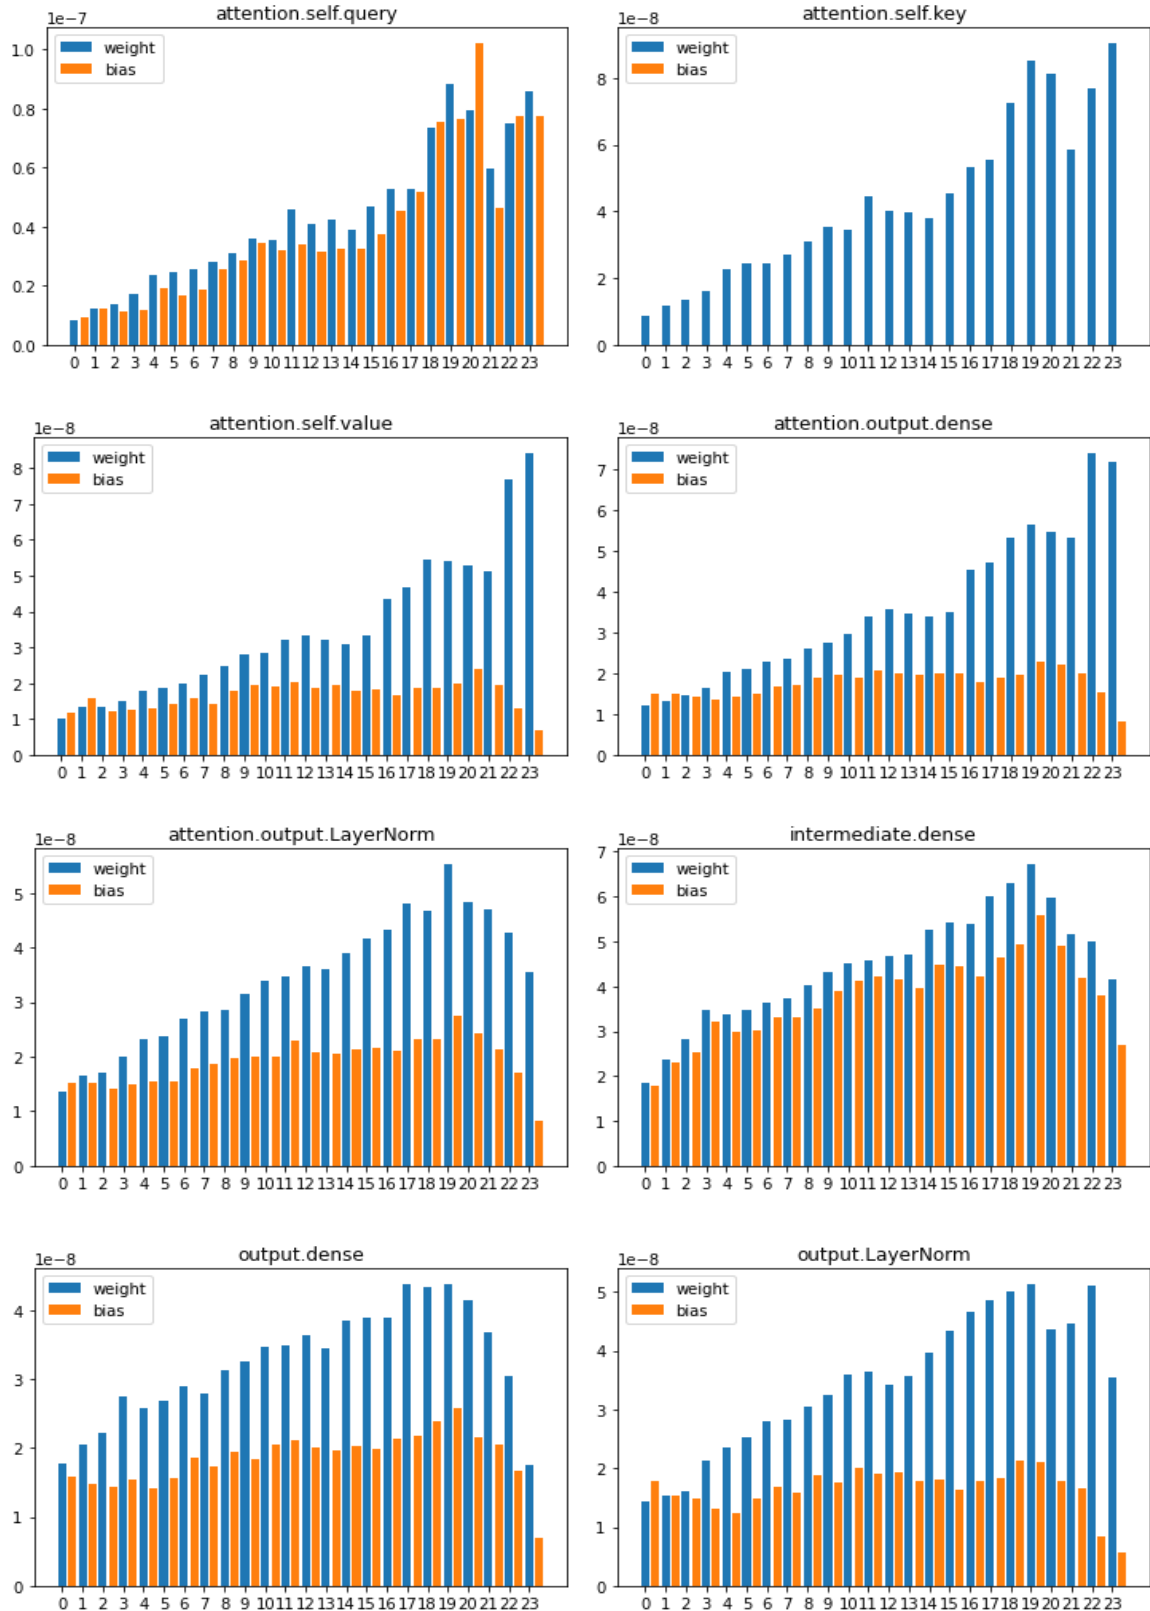 attention.self.query
1e−7
weight
bias
1.0
0.8
0.6
0.4
0.2
0.0
0 1 2 3 4 5 6 7 8 9 10 11 12 13 14 15 16 17 18 19 20 21 22 23
attention.self.key
1e−8
weight
bias
8
6
4
2
0
0 1 2 3 4 5 6 7 8 9 10 11 12 13 14 15 16 17 18 19 20 21 22 23
attention.self.value
1e−8
weight
bias
8
7
6
5
4
3
2
1
0
0 1 2 3 4 5 6 7 8 9 10 11 12 13 14 15 16 17 18 19 20 21 22 23
attention.output.dense
1e−8
weight
bias
7
6
5
4
3
2
1
0
0 1 2 3 4 5 6 7 8 9 10 11 12 13 14 15 16 17 18 19 20 21 22 23
attention.output.LayerNorm
1e−8
weight
bias
5
4
3
2
1
0
0 1 2 3 4 5 6 7 8 9 10 11 12 13 14 15 16 17 18 19 20 21 22 23
intermediate.dense
1e−8
weight
bias
7
6
5
4
3
2
1
0
0 1 2 3 4 5 6 7 8 9 10 11 12 13 14 15 16 17 18 19 20 21 22 23
output.dense
1e−8
weight
bias
4
3
2
1
0
0 1 2 3 4 5 6 7 8 9 10 11 12 13 14 15 16 17 18 19 20 21 22 23
output.LayerNorm
1e−8
weight
bias
5
4
3
2
1
0
0 1 2 3 4 5 6 7 8 9 10 11 12 13 14 15 16 17 18 19 20 21 22 23